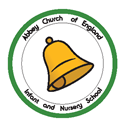 Abbey Church of England
Infant and Nursery School